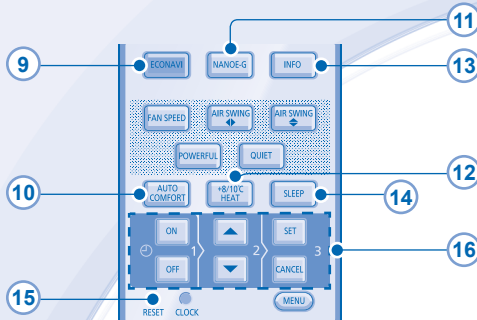 11
9
ECONAVI
NANOE-G
INFO
13
FAN SPEED
AIR SWING
AIR SWING
POWERFUL
QUIET
12
10
AUTO COMFORT
+8/10℃ HEAT
SLEEP
14
ON
1
2
SET
3
16
OFF
CANCEL
15
RESET
CLOCK
MENU